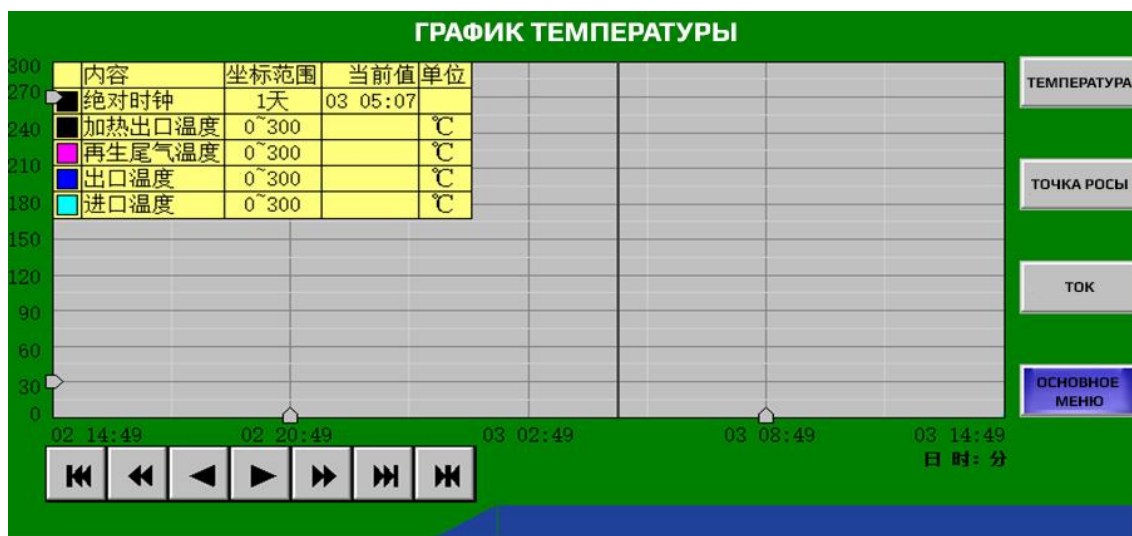 ГРАФИК ТЕМПЕРАТУРЫ
内容 坐标范围 当前值 单位
绝对时钟 1天 03 05:07
加热出口温度 0~300 ℃
再生尾气温度 0~300 ℃
出口温度 0~300 ℃
进口温度 0~300 ℃
300
270
240
210
180
150
120
90
60
30
0
02 14:49 02 20:49 03 02:49 03 08:49 03 14:49
日 时: 分
ТЕМПЕРАТУРА
ТОЧКА РОСЫ
ТОК
ОСНОВНОЕ
МЕНЮ